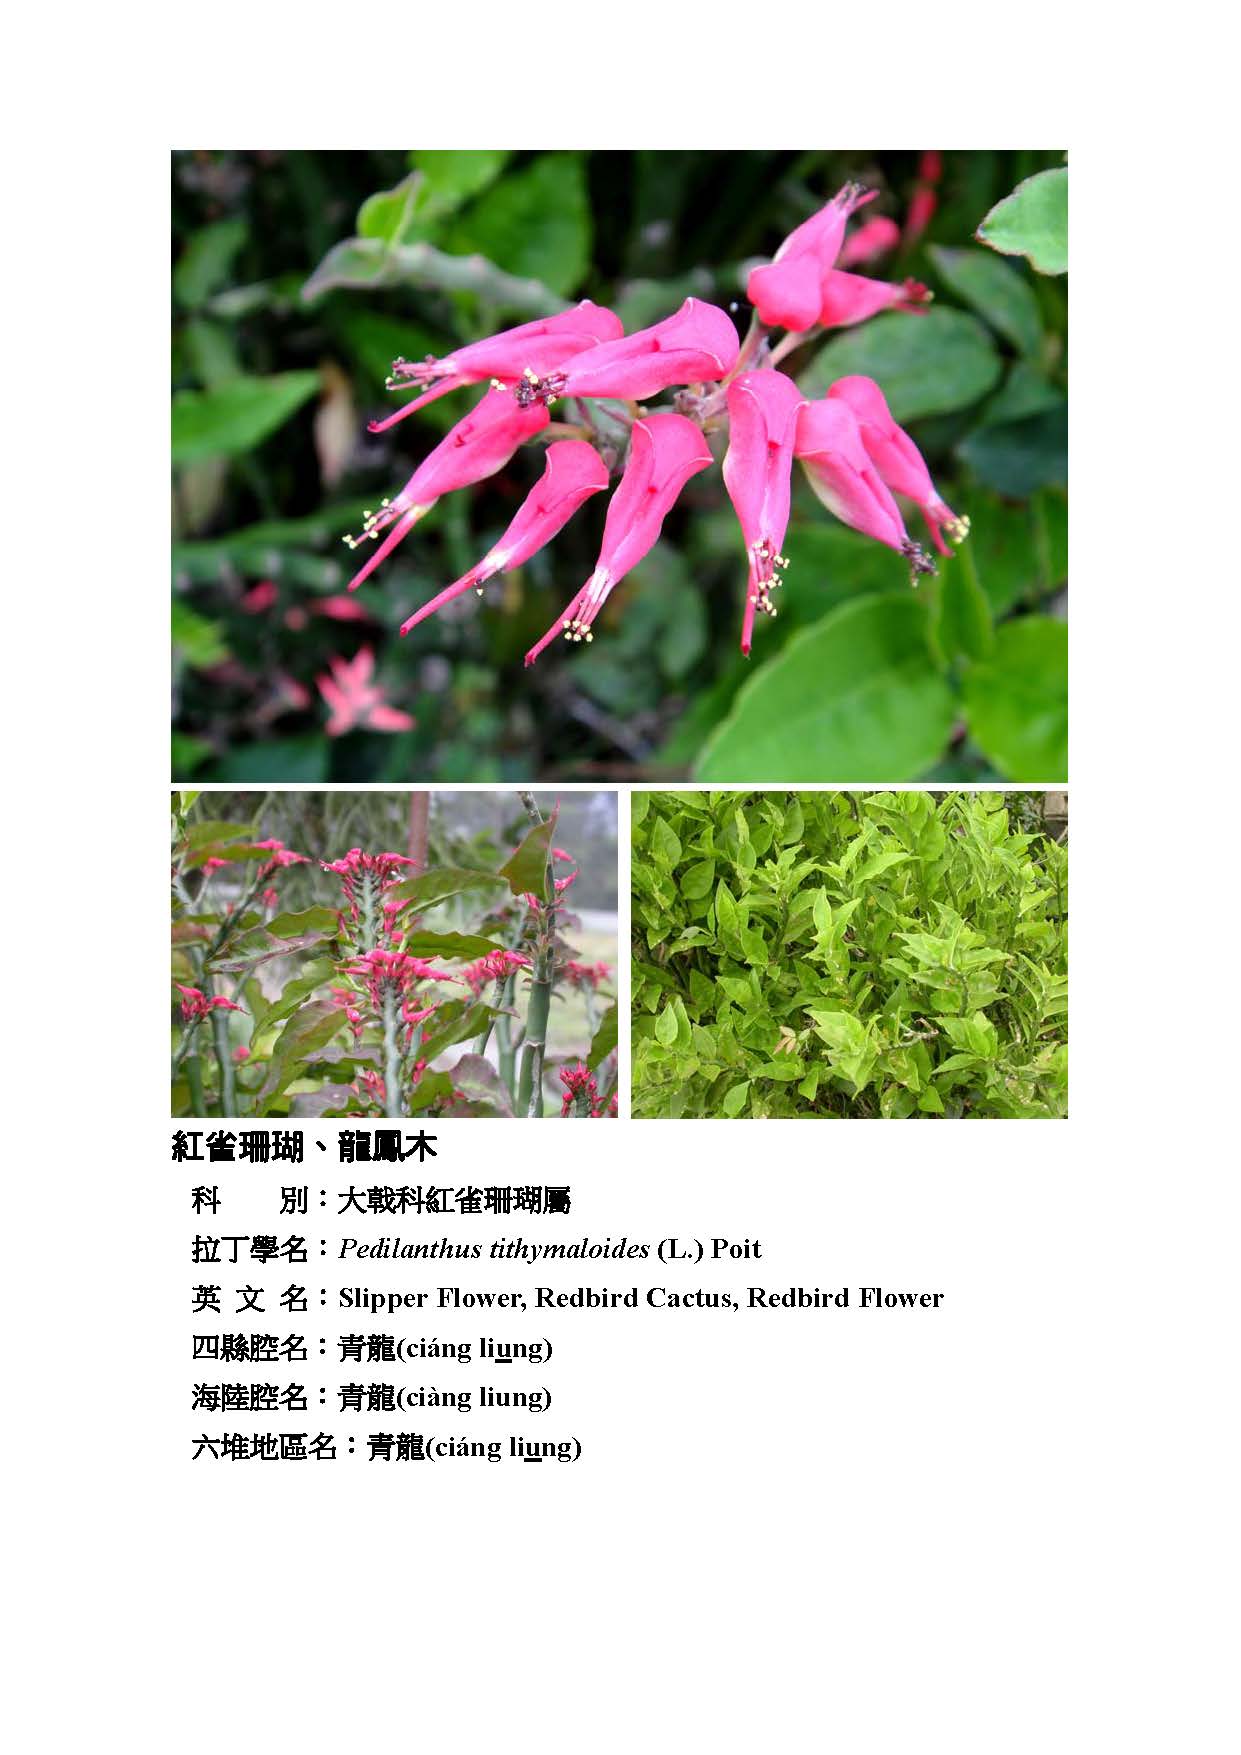 紅雀珊瑚、龍鳳木
科　　別：大戟科紅雀珊瑚屬
拉丁學名：Pedilanthus tithymaloides (L.) Poit
英 文 名：Slipper Flower, Redbird Cactus, Redbird Flower
四縣腔名：青龍(ciáng liung)
海陸腔名：青龍(ciàng liung)
六堆地區名：青龍(ciáng liung)